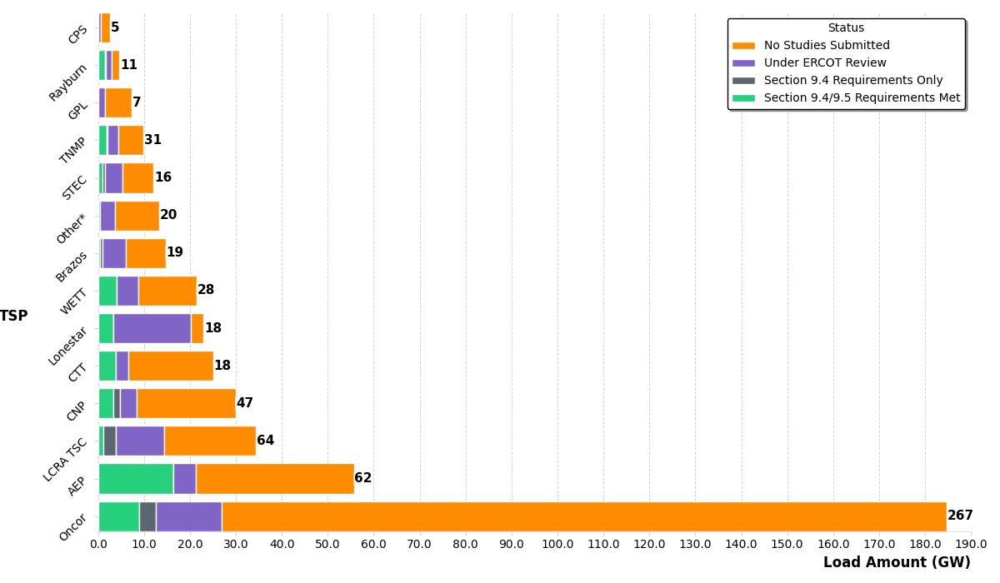 Status
No Studies Submitted
Under ERCOT Review
Section 9.4 Requirements Only
Section 9.4/9.5 Requirements Met
CPS 5
Rayburn 11
GPL 7
TNMP 31
STEC 16
Other* 20
Brazos 19
WETT 28
TSP
Lonestar 18
CTT 18
CNP 47
LCRA TSC 64
AEP 62
Oncor 267
0.0 10.0 20.0 30.0 40.0 50.0 60.0 70.0 80.0 90.0 100.0 110.0 120.0 130.0 140.0 150.0 160.0 170.0 180.0 190.0
Load Amount (GW)